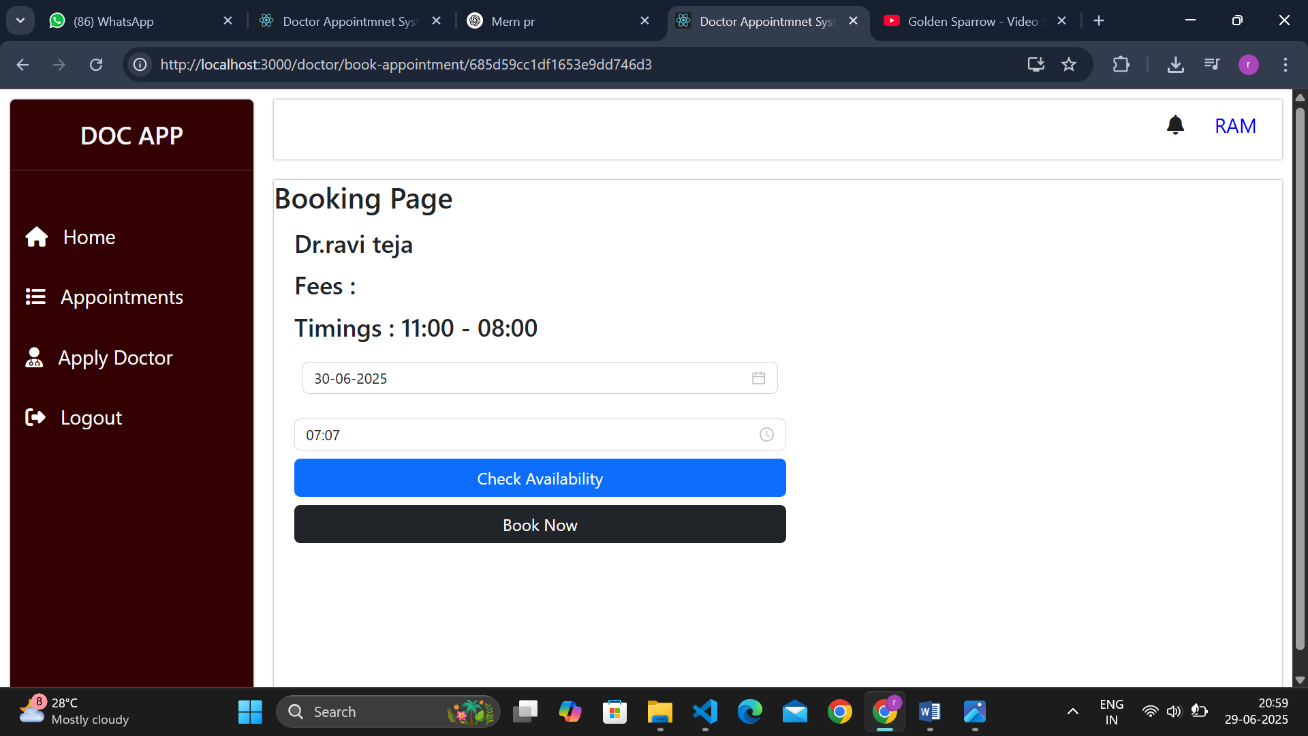 (86) WhatsApp
Doctor Appointmnet Sys
Mern pr
Doctor Appointmnet Sys
Golden Sparrow - Video
http://localhost:3000/doctor/book-appointment/685d59cc1df1653e9dd746d3
r
DOC APP
RAM
Home
Appointments
Apply Doctor
Logout
Booking Page
Dr.ravi teja
Fees :
Timings : 11:00 - 08:00
30-06-2025
07:07
Check Availability
Book Now
8
28°C
Mostly cloudy
Search
ENG
IN
20:59
29-06-2025